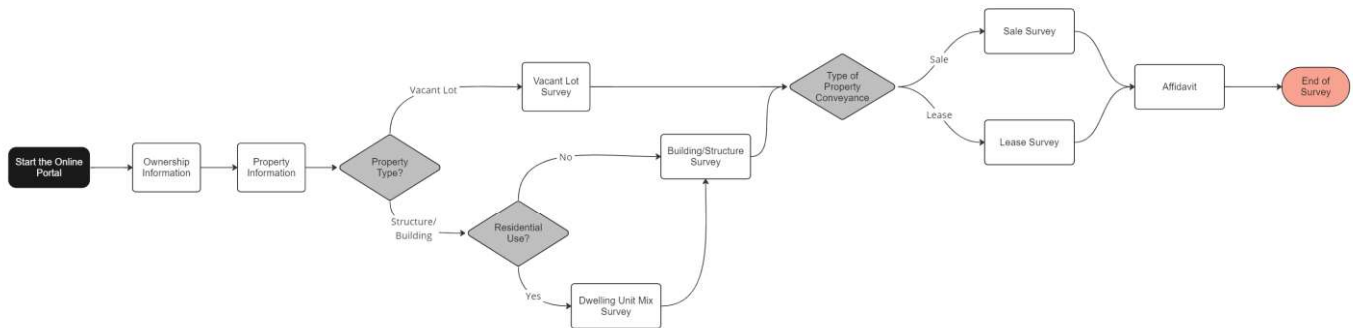 Start the Online
Portal
Ownership
Information
Property
Information
Property
Type?
Vacant Lot
Vacant Lot
Survey
Structure/
Building
Residential
Use?
No
Building/Structure
Survey
Yes
Dwelling Unit Mix
Survey
Type of
Property
Conveyance
Sale
Sale Survey
Lease
Lease Survey
Affidavit
End of
Survey